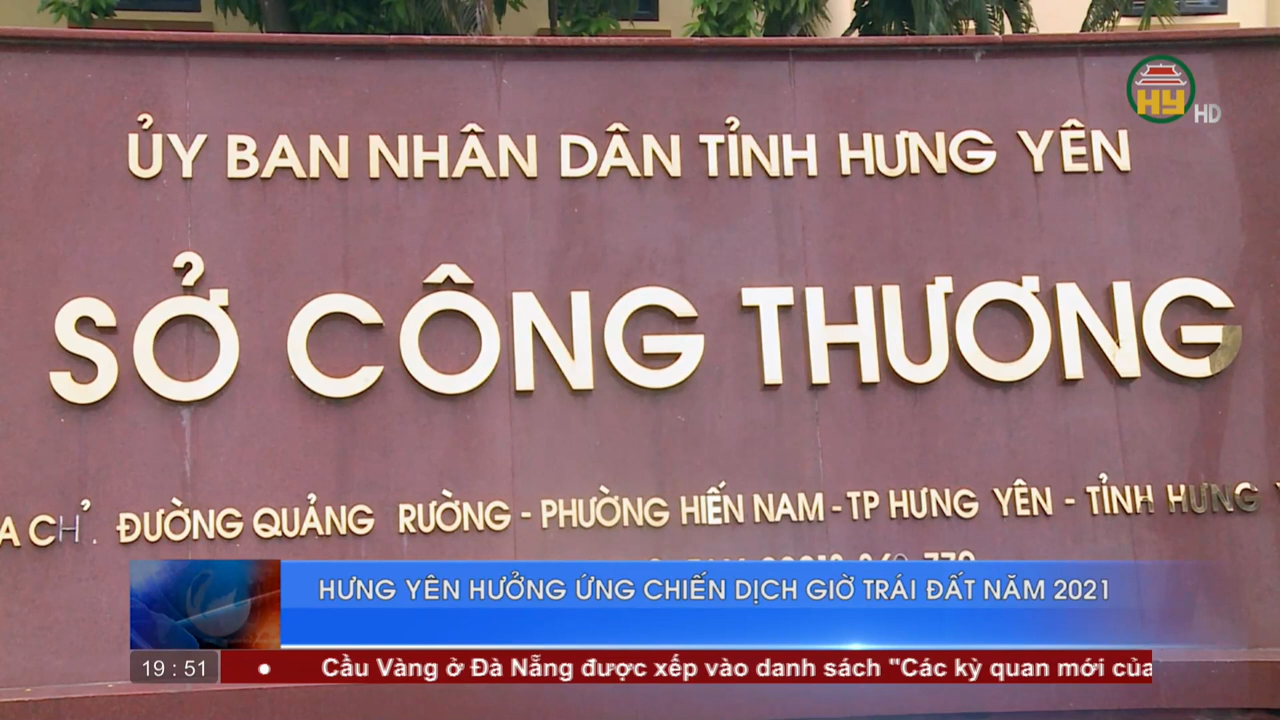 HY HD
ỦY BAN NHÂN DÂN TỈNH HƯNG YÊN
SỞ CÔNG THƯƠNG
A CHỈ: ĐƯỜNG QUẢNG RƯỜNG - PHƯỜNG HIẾN NAM - TP HƯNG YÊN - TỈNH HƯNG
HƯNG YÊN HƯỞNG ỨNG CHIẾN DỊCH GIỜ TRÁI ĐẤT NĂM 2021
19 : 51 • Cầu Vàng ở Đà Nẵng được xếp vào danh sách "Các kỳ quan mới của